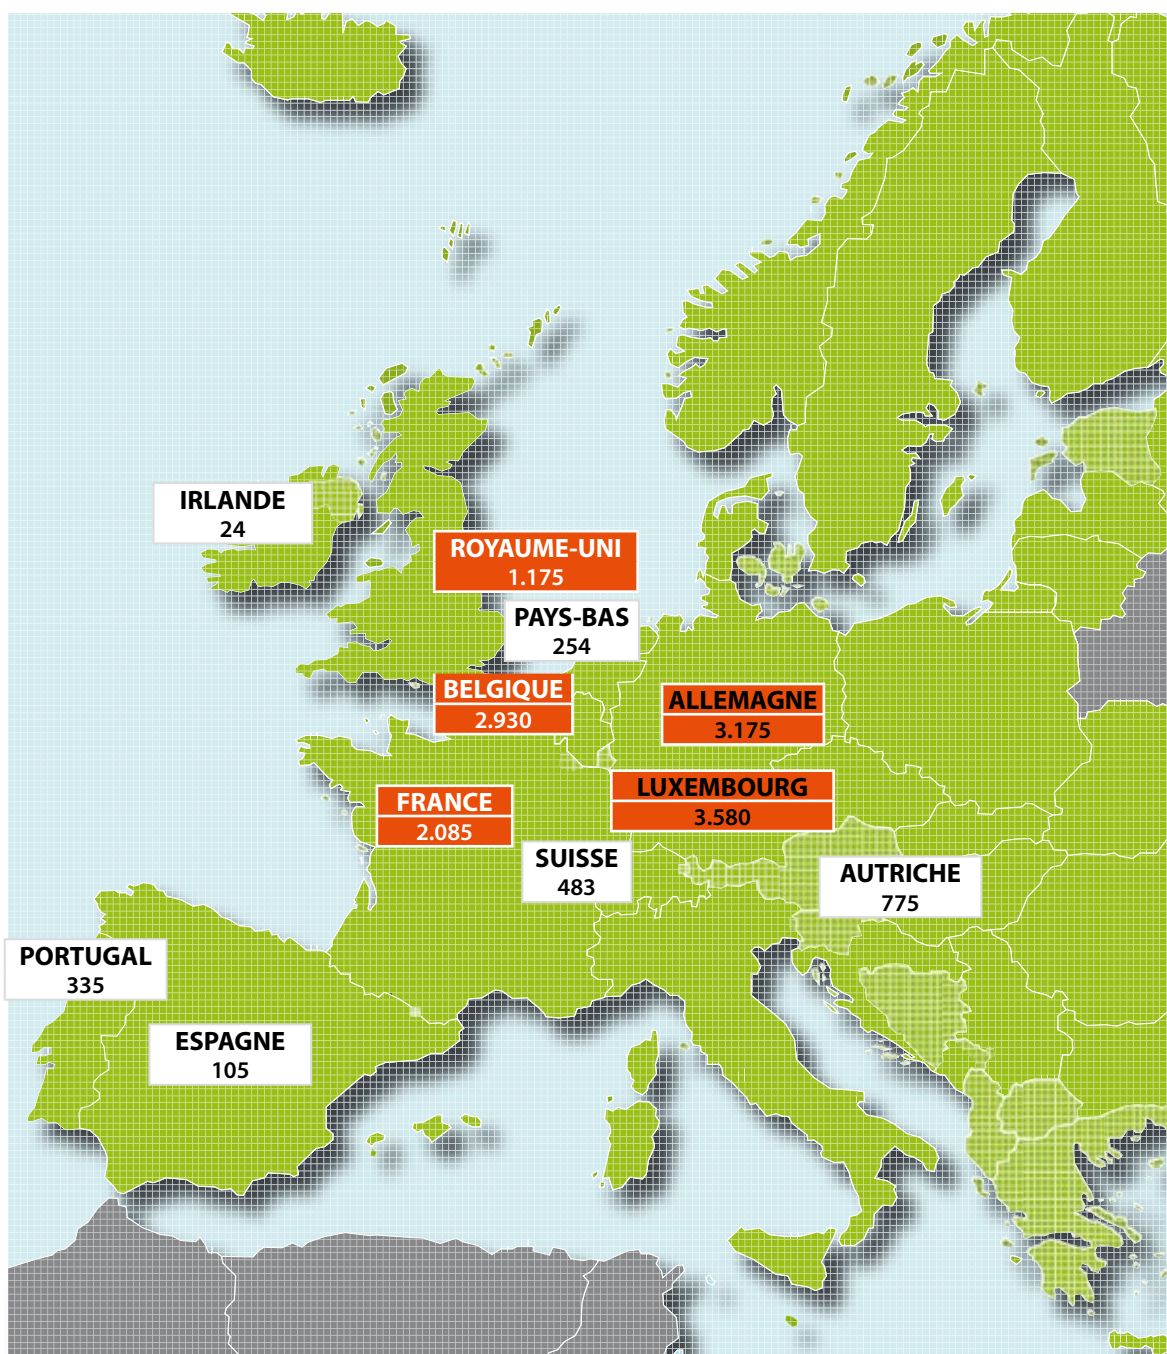 IRLANDE
24
ROYAUME-UNI
1.175
PAYS-BAS
254
BELGIQUE
2.930
ALLEMAGNE
3.175
LUXEMBOURG
3.580
FRANCE
2.085
SUISSE
483
AUTRICHE
775
PORTUGAL
335
ESPAGNE
105